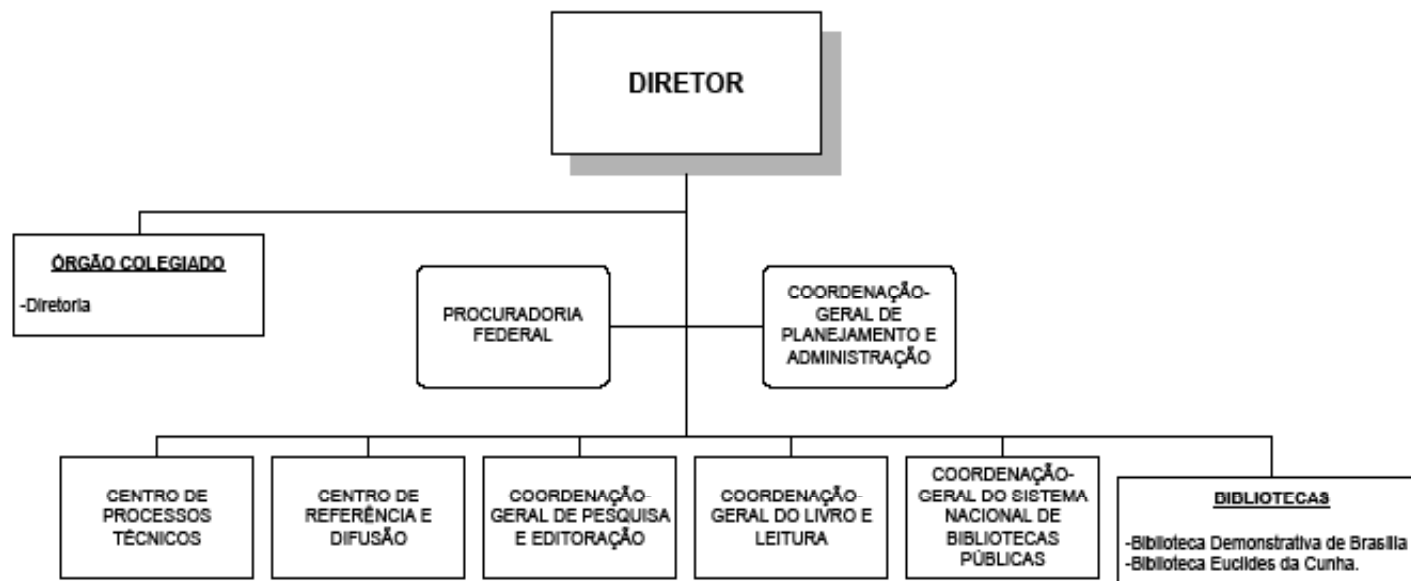 DIRETOR
ÓRGÃO COLEGIADO
-Diretoria
PROCURADORIA
FEDERAL
COORDENAÇÃO-
GERAL DE
PLANEJAMENTO E
ADMINISTRAÇÃO
CENTRO DE
PROCESSOS
TÉCNICOS
CENTRO DE
REFERÊNCIA E
DIFUSÃO
COORDENAÇÃO-
GERAL DE PESQUISA
E EDITORAÇÃO
COORDENAÇÃO-
GERAL DO LIVRO E
LEITURA
COORDENAÇÃO-
GERAL DO SISTEMA
NACIONAL DE
BIBLIOTECAS
PÚBLICAS
BIBLIOTECAS
-Biblioteca Demonstrativa de Brasília
-Biblioteca Euclides da Cunha.